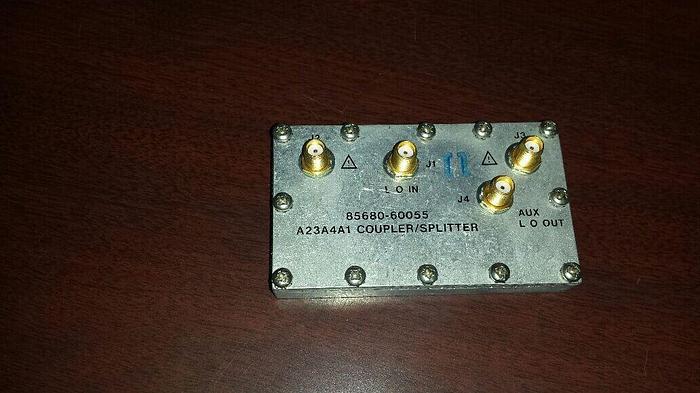 J2
J3
J1
L O IN
J4
85680-60055
AUX
A23A4A1 COUPLER/SPLITTER
L O OUT